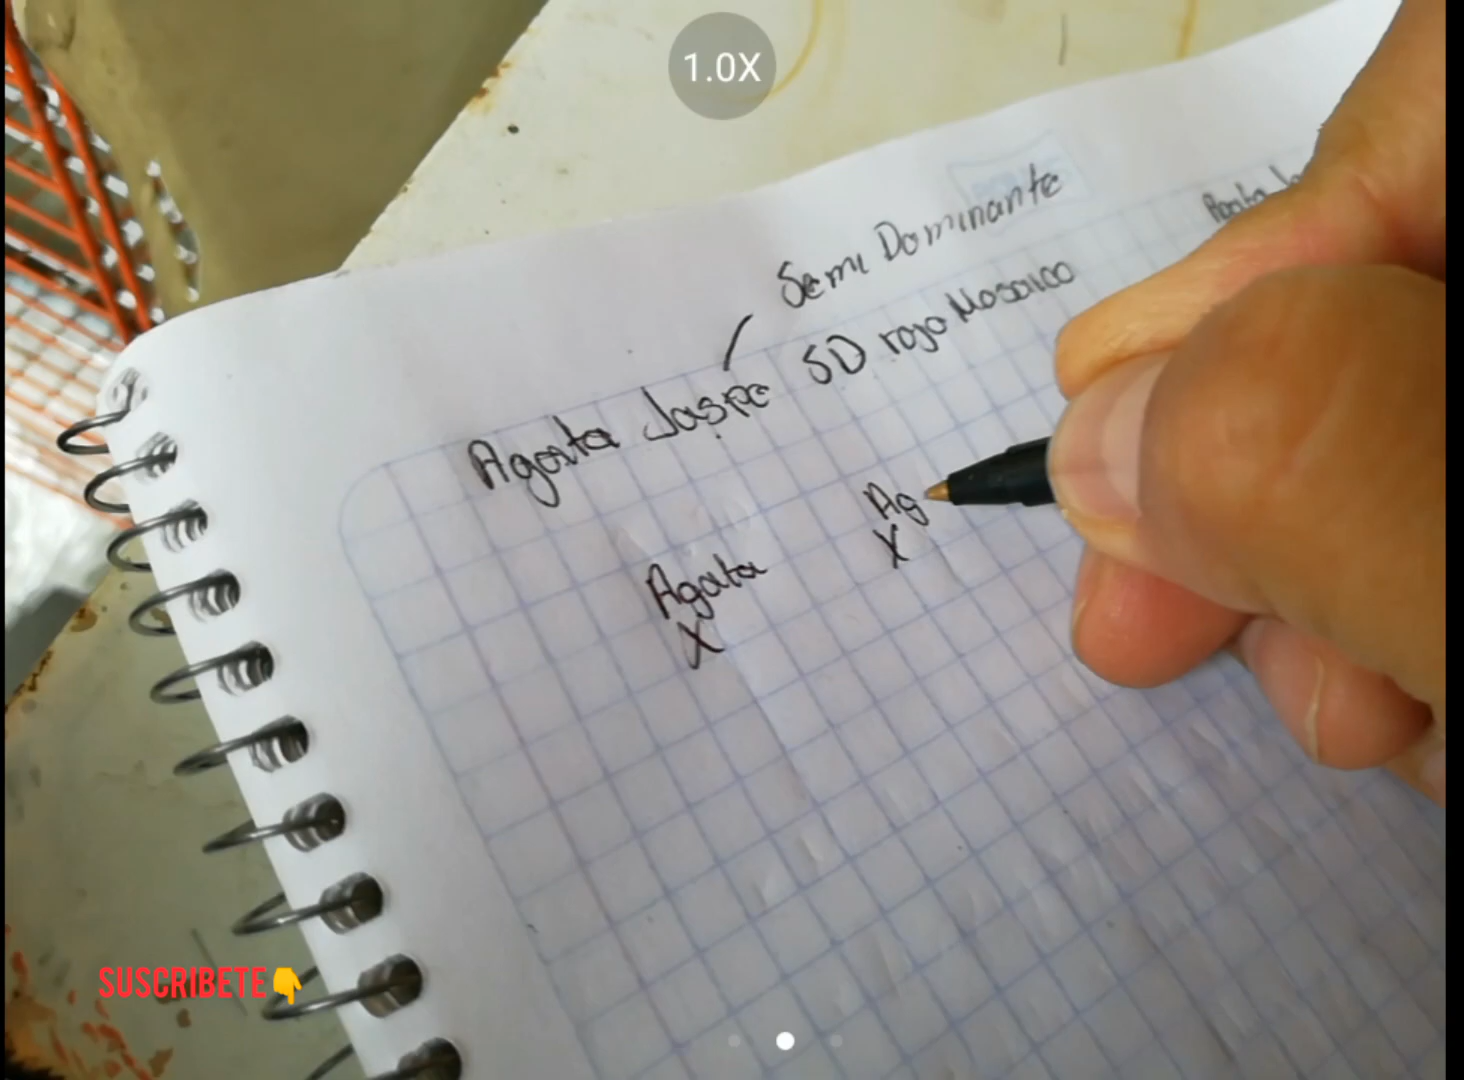 1.0X
Semi Dominante
Agata Jaspe SD rojo Mosaico
Agata
X
Ag
X
SUSCRIBETE